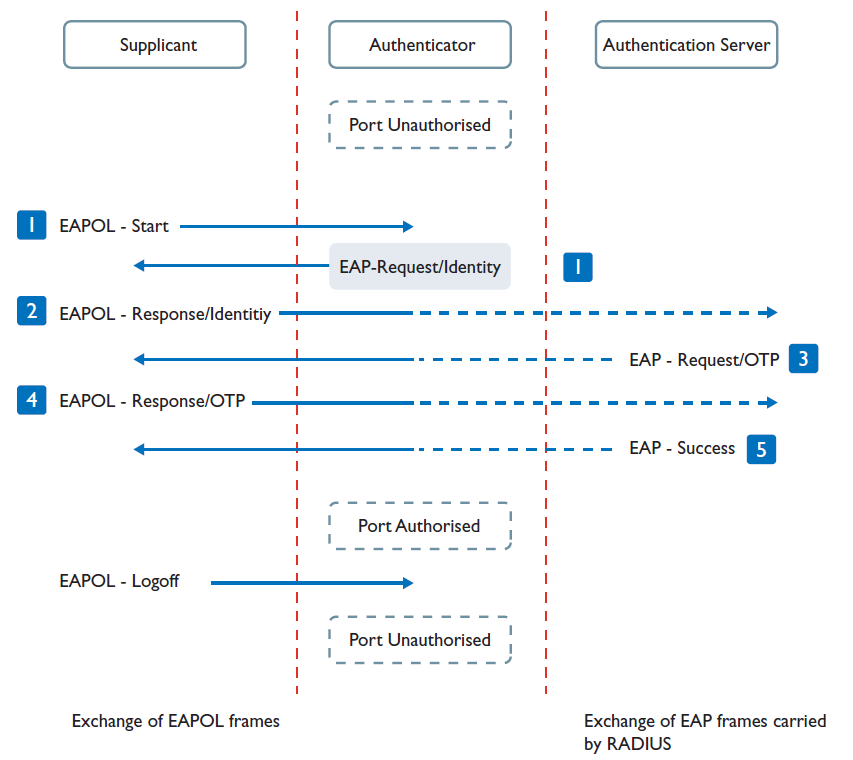 Supplicant
Authenticator
Authentication Server
Port Unauthorised
1 EAPOL - Start
EAP-Request/Identity 1
2 EAPOL - Response/Identitiy
EAP - Request/OTP 3
4 EAPOL - Response/OTP
EAP - Success 5
Port Authorised
EAPOL - Logoff
Port Unauthorised
Exchange of EAPOL frames
Exchange of EAP frames carried
by RADIUS